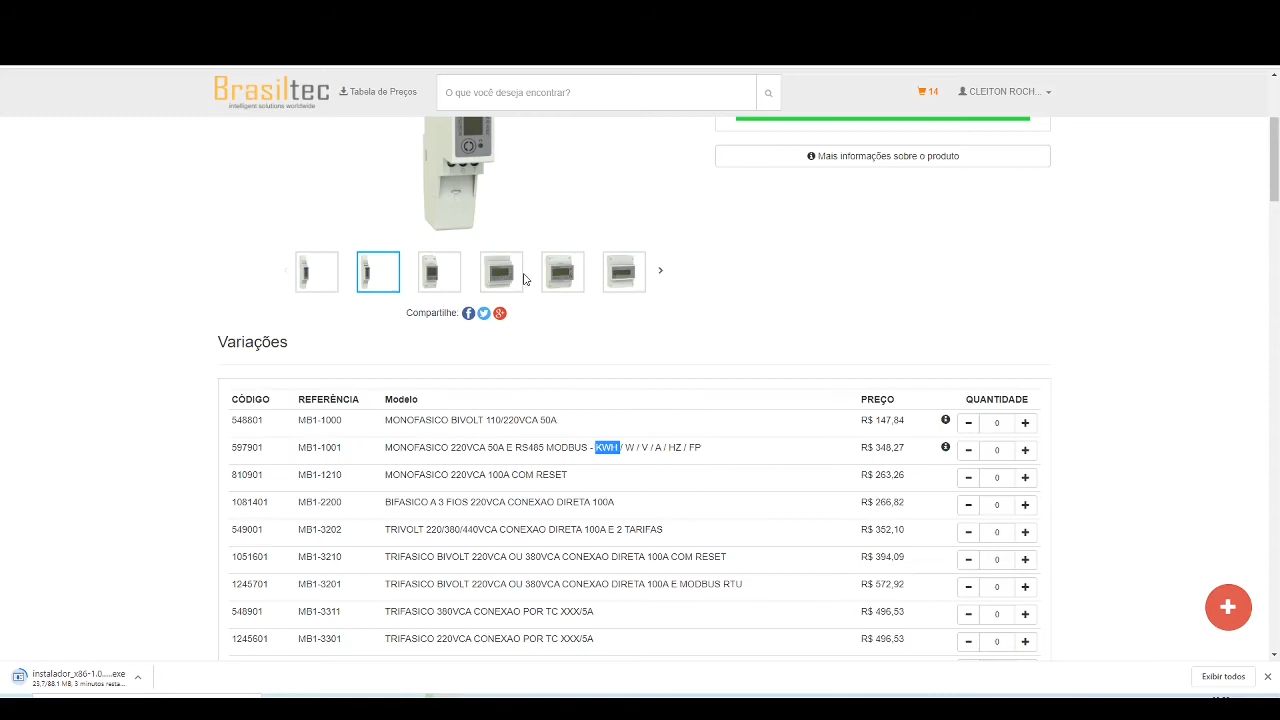 Brasiltec
intelligent solutions worldwide
Tabela de Preços
O que você deseja encontrar?
14
CLEITON ROCH...
Mais informações sobre o produto
Compartilhe:
Variações
CÓDIGO REFERÊNCIA Modelo PREÇO QUANTIDADE
548801 MB1-1000 MONOFASICO BIVOLT 110/220VCA 50A R$ 147,84 - 0 +
597901 MB1-1001 MONOFASICO 220VCA 50A E RS485 MODBUS - KWH / W / V / A / HZ / FP R$ 348,27 - 0 +
810901 MB1-1210 MONOFASICO 220VCA 100A COM RESET R$ 263,26 - 0 +
1081401 MB1-2200 BIFASICO A 3 FIOS 220VCA CONEXAO DIRETA 100A R$ 266,82 - 0 +
549001 MB1-3202 TRIVOLT 220/380/440VCA CONEXAO DIRETA 100A E 2 TARIFAS R$ 352,10 - 0 +
1051601 MB1-3210 TRIFASICO BIVOLT 220VCA OU 380VCA CONEXAO DIRETA 100A COM RESET R$ 394,09 - 0 +
1245701 MB1-3201 TRIFASICO BIVOLT 220VCA OU 380VCA CONEXAO DIRETA 100A E MODBUS RTU R$ 572,92 - 0 +
548901 MB1-3311 TRIFASICO 380VCA CONEXAO POR TC XXX/5A R$ 496,53 - 0 +
1245601 MB1-3301 TRIFASICO 220VCA CONEXAO POR TC XXX/5A R$ 496,53 - 0 +
instalador_x86-1.0....exe
23,7/88,1 MB, 3 minutos resta...
Exibir todos